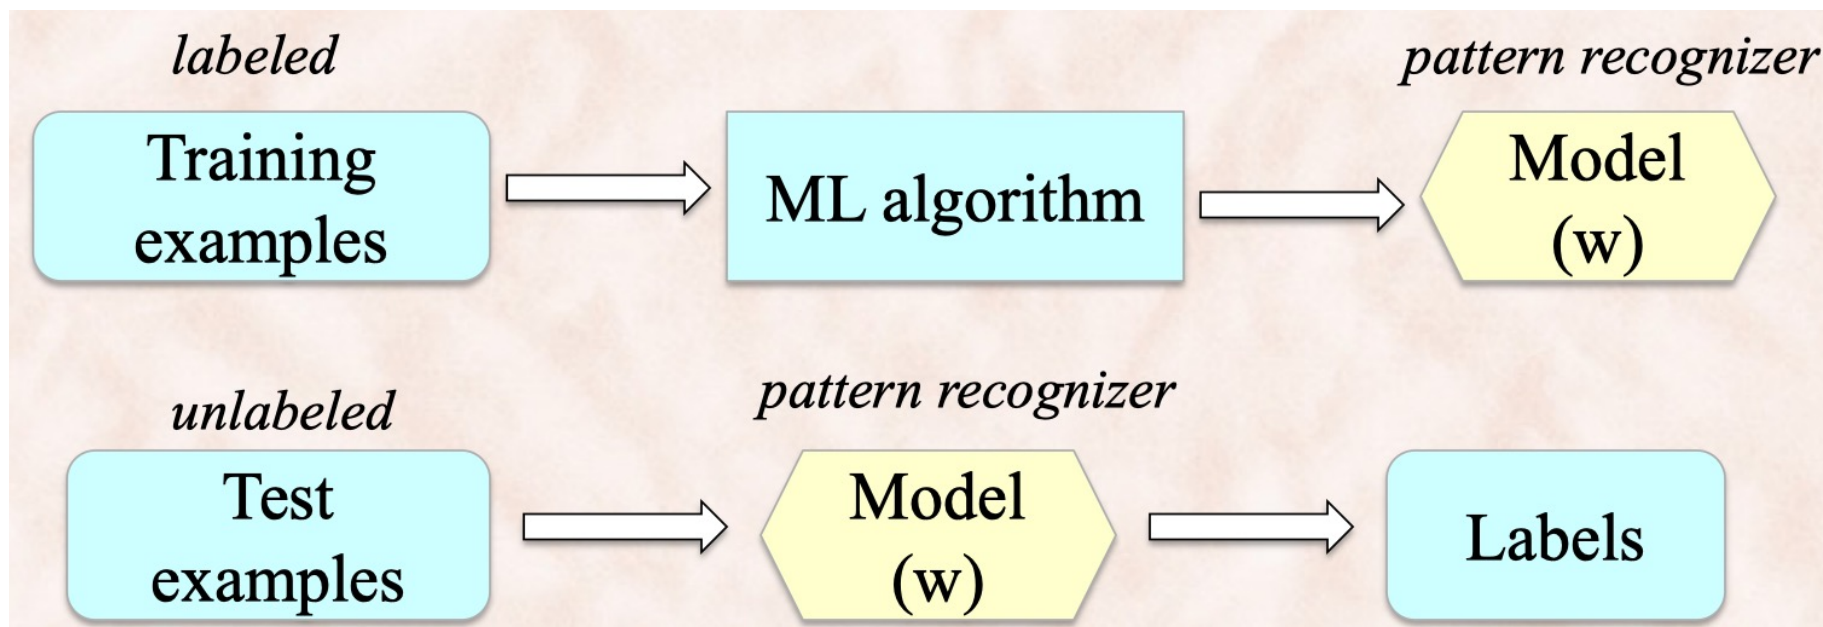 labeled
pattern recognizer
Training
examples
ML algorithm
Model
(w)
unlabeled
pattern recognizer
Test
examples
Model
(w)
Labels